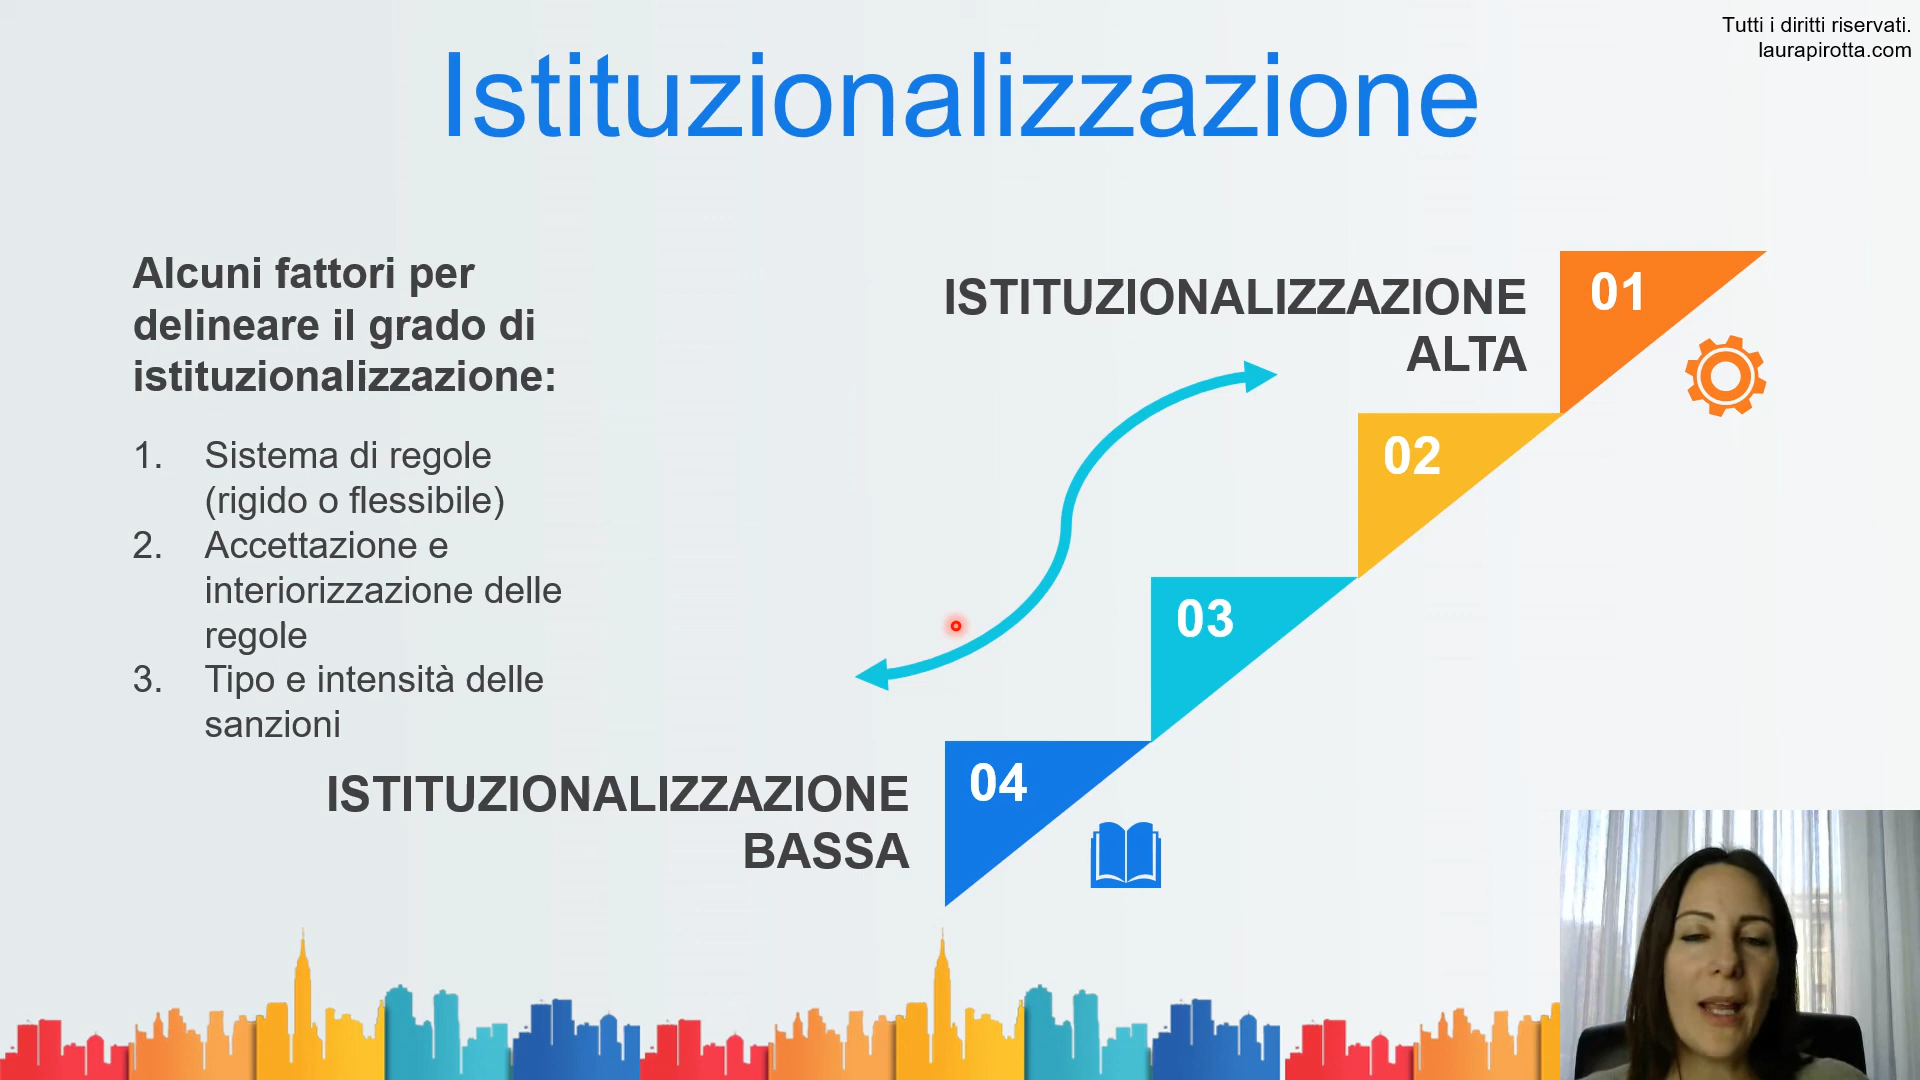 Tutti i diritti riservati.
laurapirotta.com
Istituzionalizzazione
Alcuni fattori per
delineare il grado di
istituzionalizzazione:
1. Sistema di regole
(rigido o flessibile)
2. Accettazione e
interiorizzazione delle
regole
3. Tipo e intensità delle
sanzioni
ISTITUZIONALIZZAZIONE
ALTA
01
02
03
04
ISTITUZIONALIZZAZIONE
BASSA